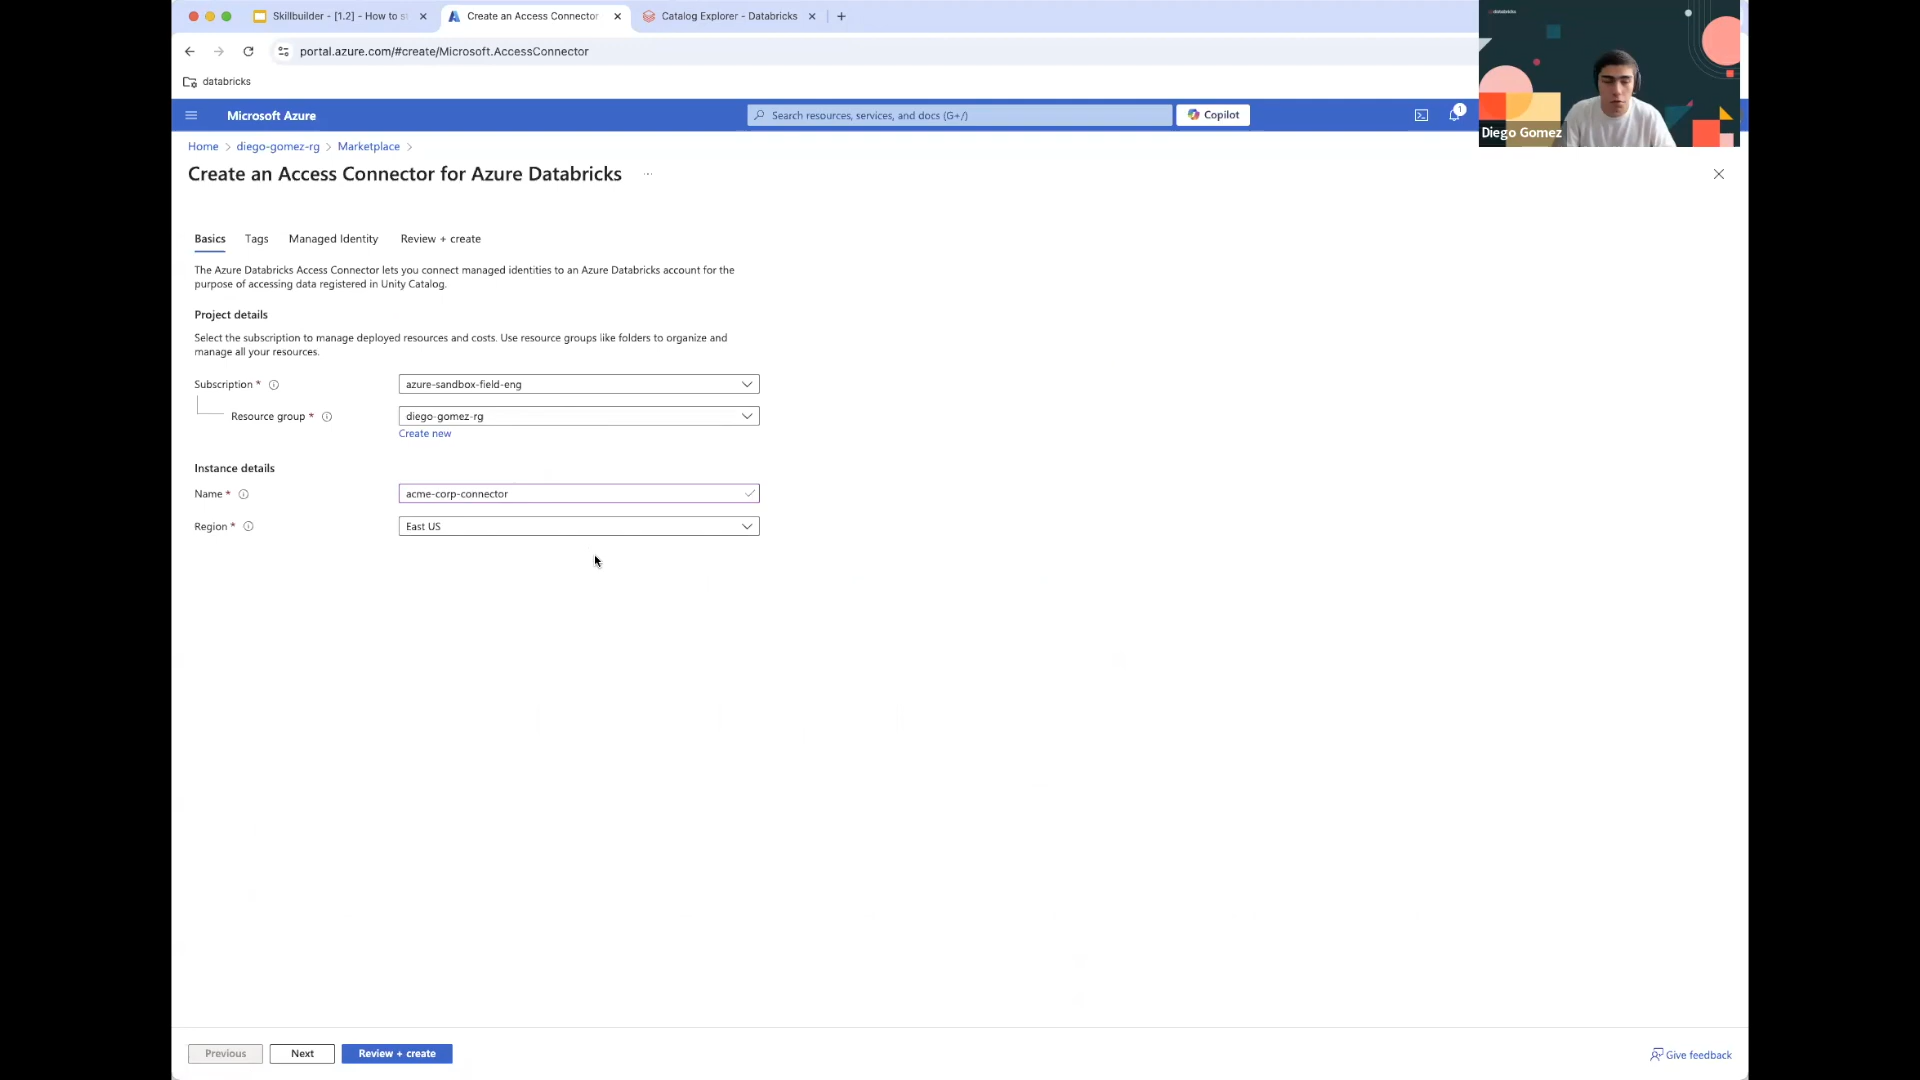 Skillbuilder - [1.2] - How to s
Create an Access Connector
Catalog Explorer - Databricks
portal.azure.com/#create/Microsoft.AccessConnector
databricks
Microsoft Azure
Search resources, services, and docs (G+/)
Copilot
1
databricks
Diego Gomez
Home > diego-gomez-rg > Marketplace >
Create an Access Connector for Azure Databricks ...
Basics Tags Managed Identity Review + create
The Azure Databricks Access Connector lets you connect managed identities to an Azure Databricks account for the
purpose of accessing data registered in Unity Catalog.
Project details
Select the subscription to manage deployed resources and costs. Use resource groups like folders to organize and
manage all your resources.
Subscription * azure-sandbox-field-eng
Resource group * diego-gomez-rg
Create new
Instance details
Name * acme-corp-connector
Region * East US
Previous Next Review + create
Give feedback